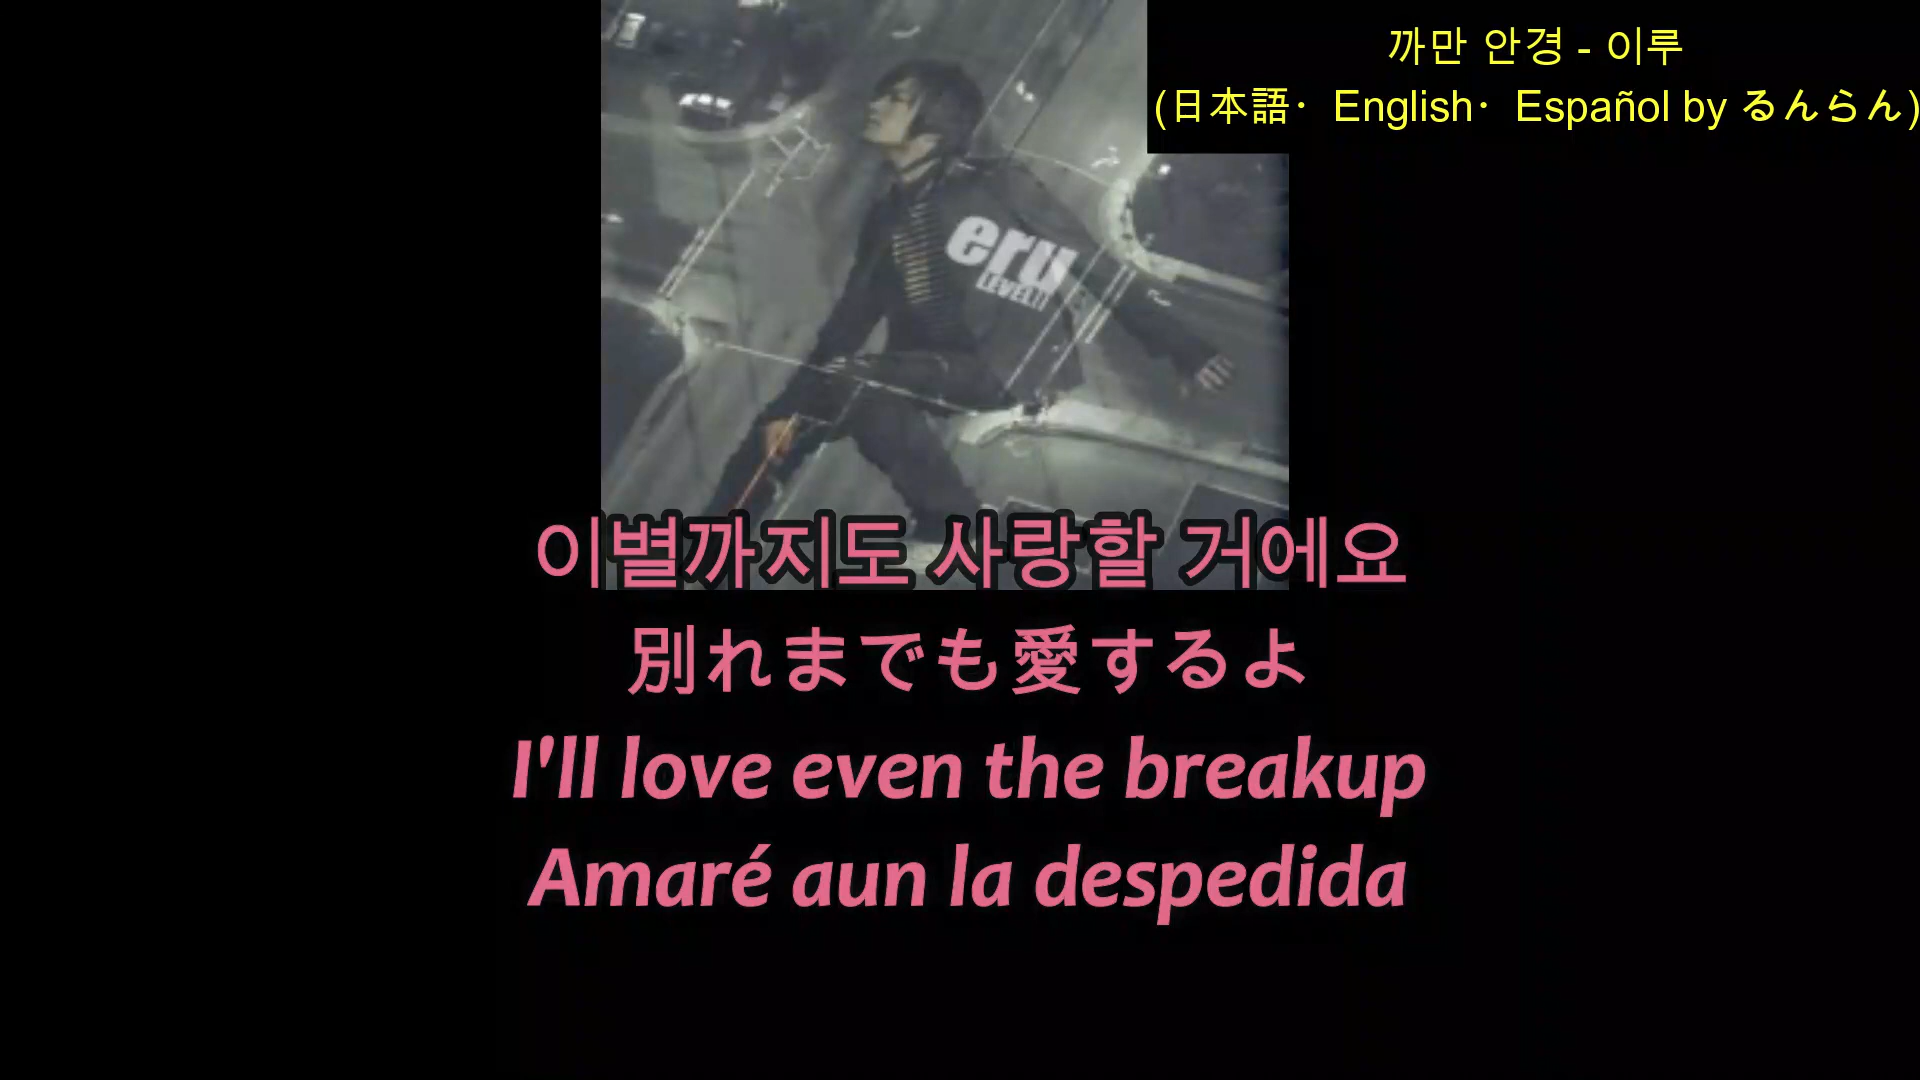 까만 안경 - 이루
(日本語・English・Español by るんらん)
eru
LEVEL II
이별까지도 사랑할 거에요
別れまでも愛するよ
I'll love even the breakup
Amaré aun la despedida